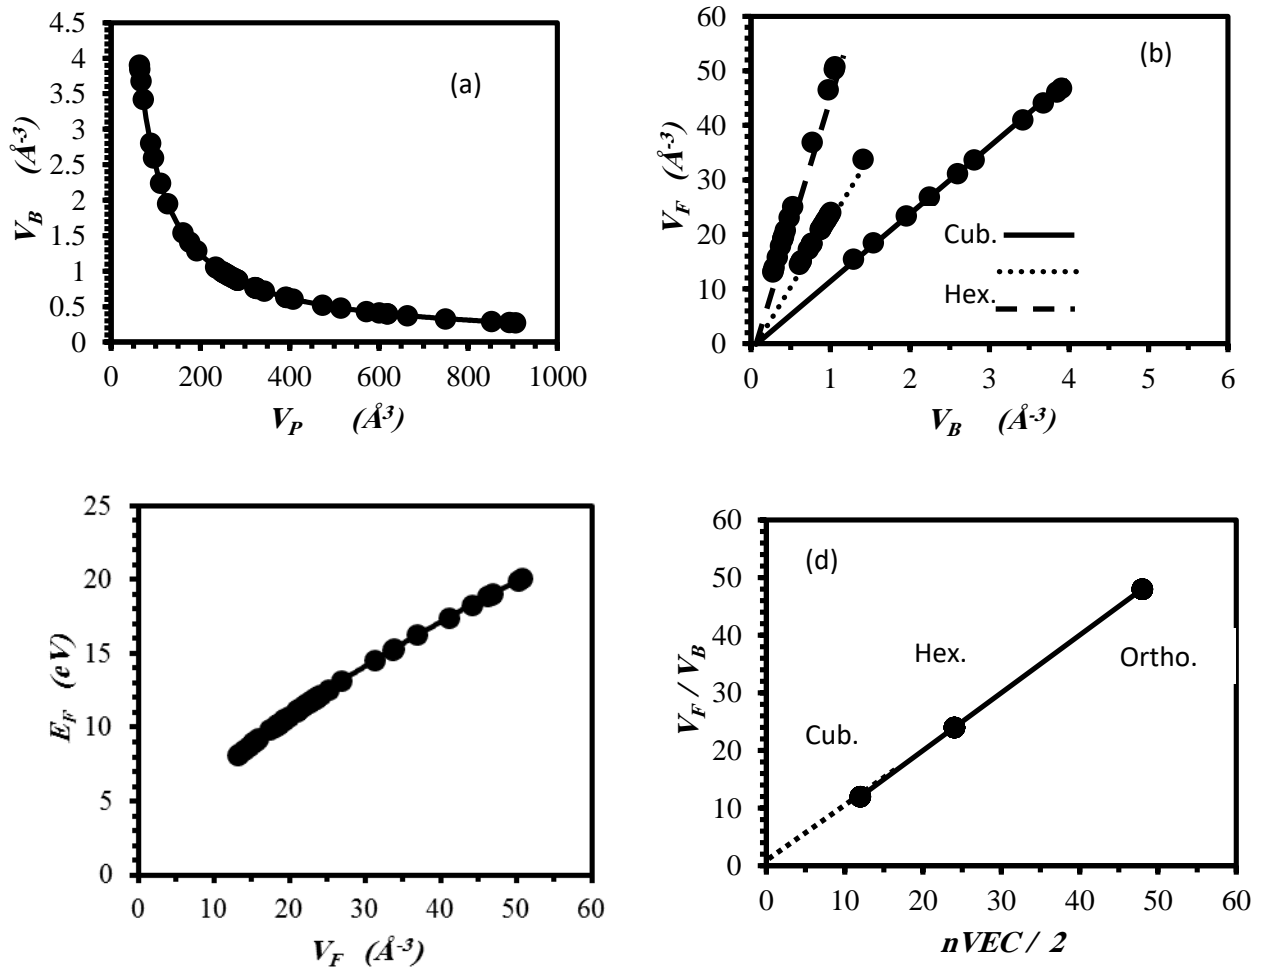 4.5
4
3.5
3
2.5
2
1.5
1
0.5
0
0 200 400 600 800 1000
V_B (Å⁻³)
V_P (Å³)
(a)
60
50
40
30
20
10
0
0 1 2 3 4 5 6
V_F (Å⁻³)
V_B (Å⁻³)
(b)
Cub.
Hex.
25
20
15
10
5
0
0 10 20 30 40 50 60
E_F (eV)
V_F (Å⁻³)
60
50
40
30
20
10
0
0 10 20 30 40 50 60
V_F / V_B
nVEC / 2
(d)
Cub.
Hex.
Ortho.